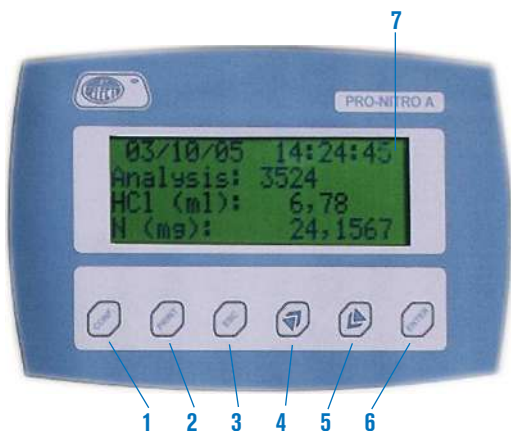 7
SELECTA
PRO-NITRO A
03/10/05 14:24:45
Analysis: 3524
HCl (ml): 6,78
N (mg): 24,1567
CONF PRINT ESC ENTER
1 2 3 4 5 6